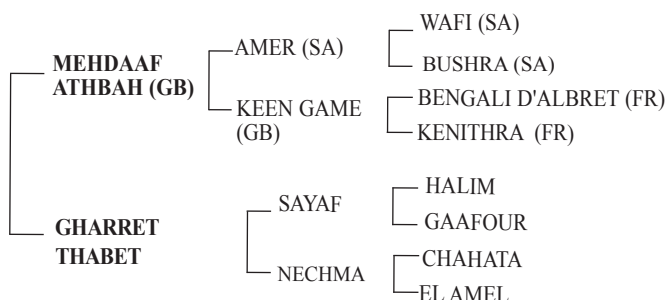 WAFI (SA)
AMER (SA)
MEHDAAF
ATHBAH (GB)
BUSHRA (SA)
BENGALI D'ALBRET (FR)
KEEN GAME
(GB)
KENITHRA (FR)
HALIM
SAYAF
GAAFOUR
GHARRET
THABET
CHAHATA
NECHMA
EL AMEL